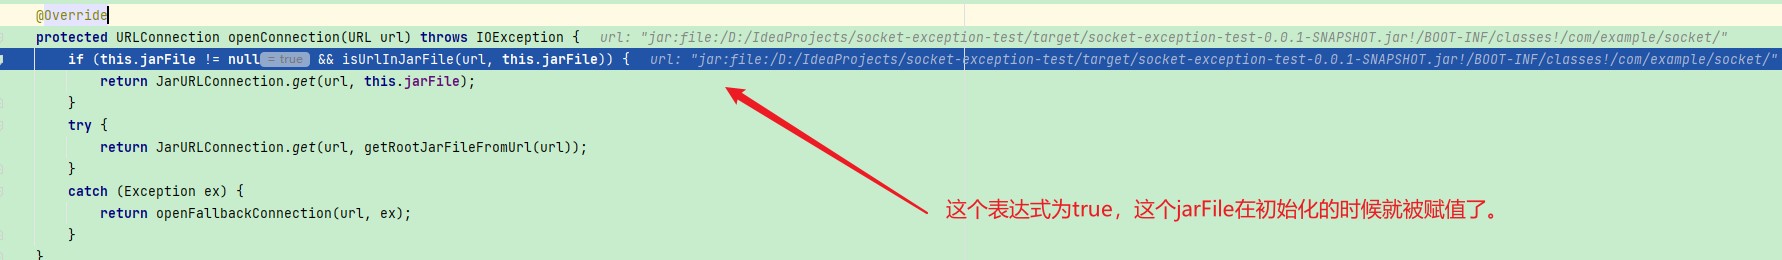 @Override
protected URLConnection openConnection(URL url) throws IOException {   url: "jar:file:/D:/IdeaProjects/socket-exception-test/target/socket-exception-test-0.0.1-SNAPSHOT.jar!/BOOT-INF/classes!/com/example/socket/"
if (this.jarFile != null = true && isUrlInJarFile(url, this.jarFile)) {   url: "jar:file:/D:/IdeaProjects/socket-exception-test/target/socket-exception-test-0.0.1-SNAPSHOT.jar!/BOOT-INF/classes!/com/example/socket/"
return JarURLConnection.get(url, this.jarFile);
}
try {
return JarURLConnection.get(url, getRootJarFileFromUrl(url));
}
catch (Exception ex) {
return openFallbackConnection(url, ex);
}
}
这个表达式为true，这个jarFile在初始化的时候就被赋值了。